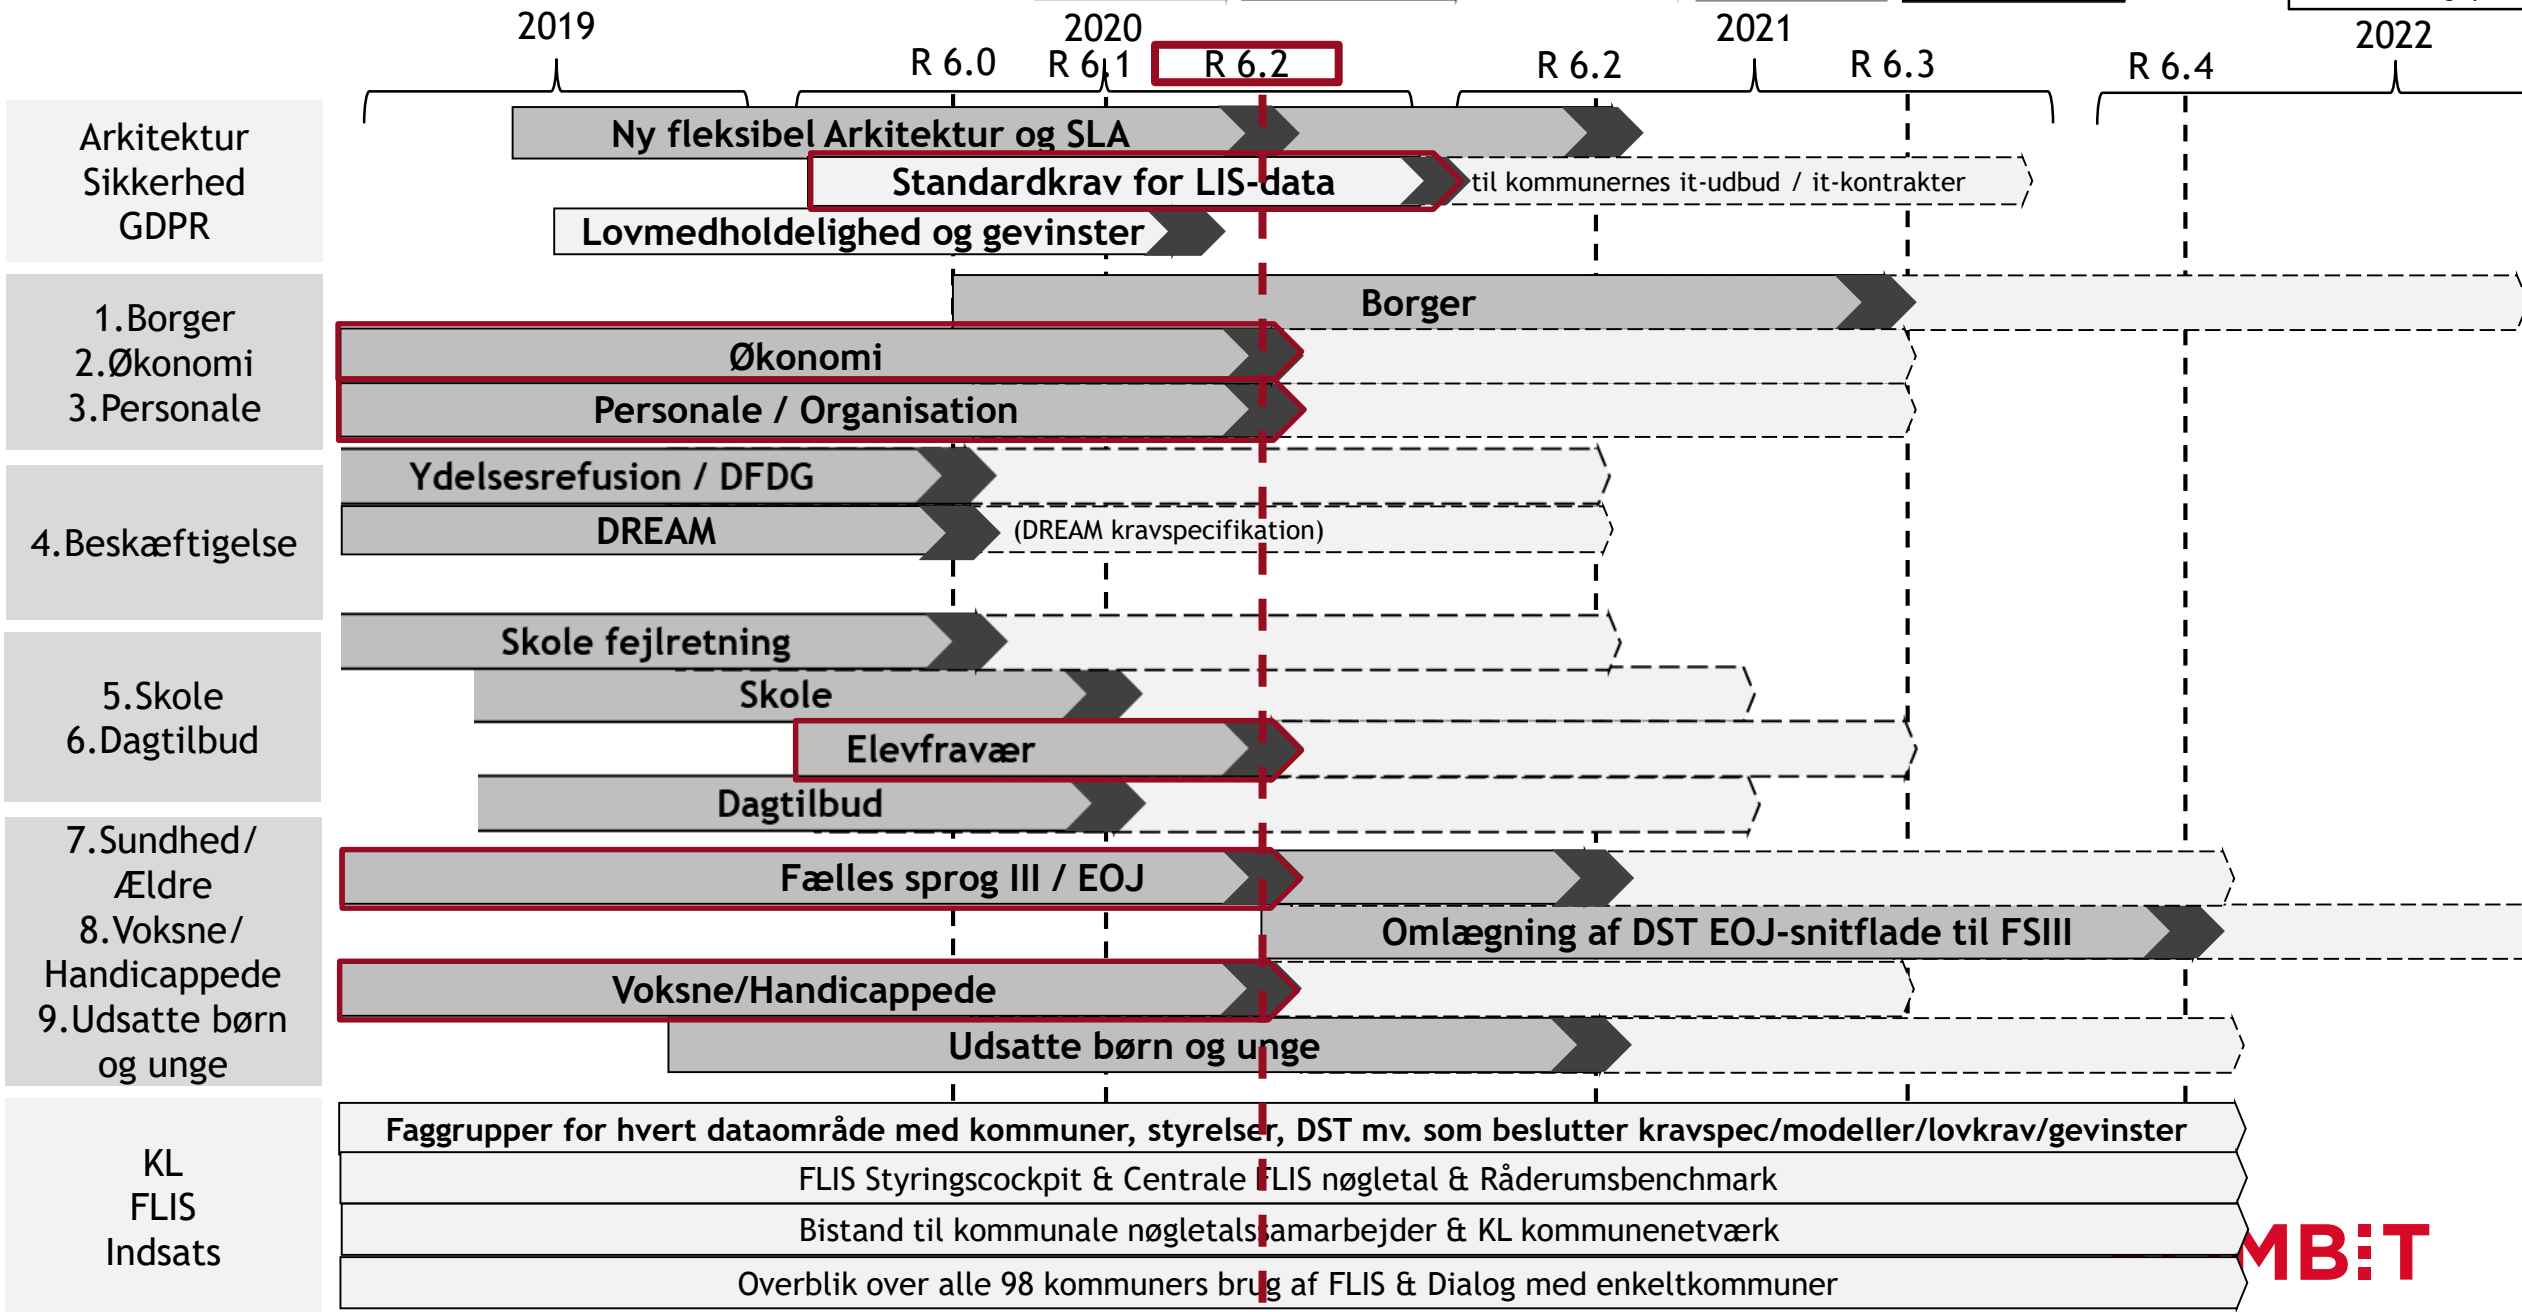 2019
2020
2021
2022
R 6.0
R 6.1
R 6.2
R 6.2
R 6.3
R 6.4
Arkitektur
Sikkerhed
GDPR
Ny fleksibel Arkitektur og SLA
Standardkrav for LIS-data
til kommunernes it-udbud / it-kontrakter
Lovmedholdelighed og gevinster
1.Borger
2.Økonomi
3.Personale
Borger
Økonomi
Personale / Organisation
4.Beskæftigelse
Ydelsesrefusion / DFDG
DREAM
(DREAM kravspecifikation)
5.Skole
6.Dagtilbud
Skole fejlretning
Skole
Elevfravær
Dagtilbud
7.Sundhed/
Ældre
8.Voksne/
Handicappede
9.Udsatte børn
og unge
Fælles sprog III / EOJ
Omlægning af DST EOJ-snitflade til FSIII
Voksne/Handicappede
Udsatte børn og unge
KL
FLIS
Indsats
Faggrupper for hvert dataområde med kommuner, styrelser, DST mv. som beslutter kravspec/modeller/lovkrav/gevinster
FLIS Styringscockpit & Centrale FLIS nøgletal & Råderumsbenchmark
Bistand til kommunale nøgletalssamarbejder & KL kommunenetværk
Overblik over alle 98 kommuners brug af FLIS & Dialog med enkeltkommuner
MBIT